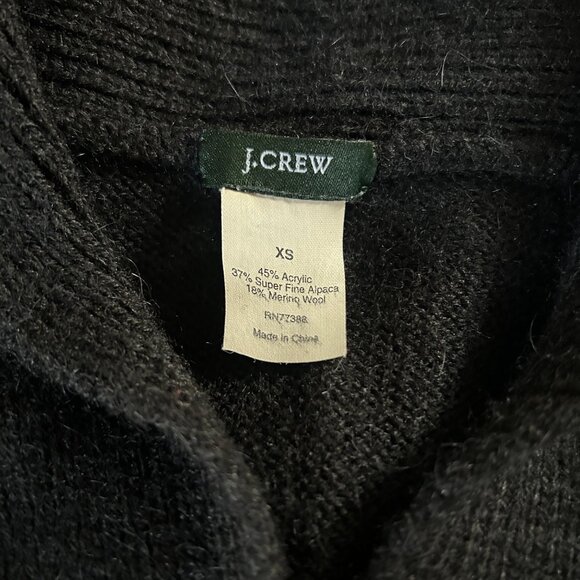 J.CREW
XS
45% Acrylic
37% Super Fine Alpaca
18% Merino Wool
RN77388
Made in China